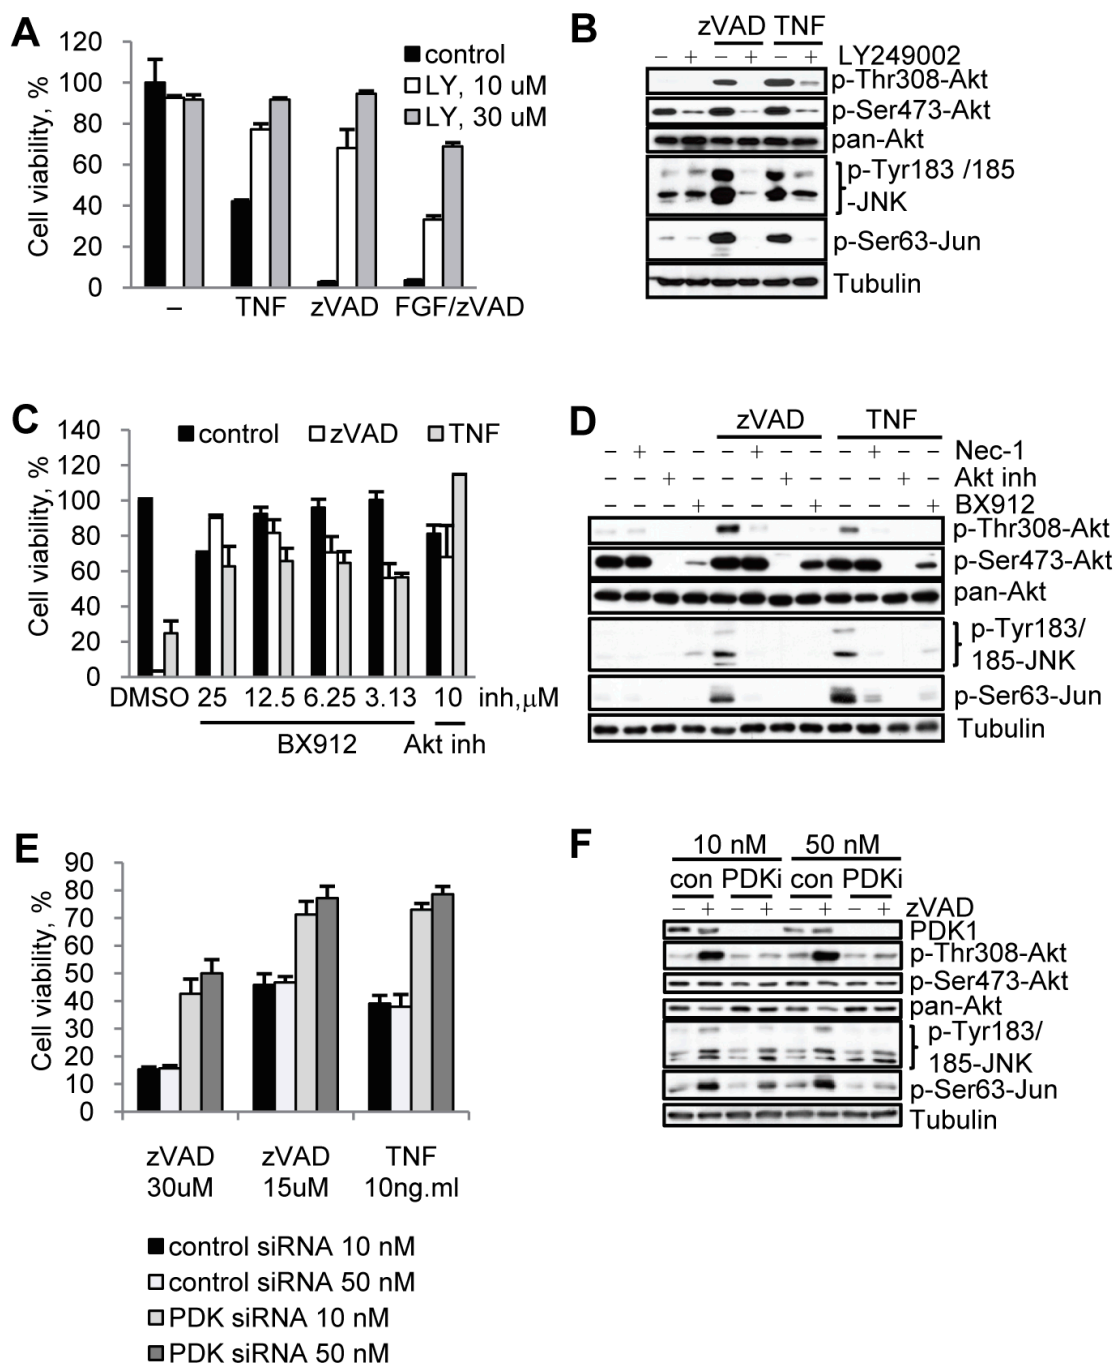 A
120
100
80
60
40
20
0
Cell viability, %
control
LY, 10 uM
LY, 30 uM
– TNF zVAD FGF/zVAD
B
zVAD TNF
– + – + – + LY249002
p-Thr308-Akt
p-Ser473-Akt
pan-Akt
p-Tyr183 /185
-JNK
p-Ser63-Jun
Tubulin
C
140
120
100
80
60
40
20
0
Cell viability, %
control zVAD TNF
DMSO 25 12.5 6.25 3.13 10 inh,μM
BX912 Akt inh
D
zVAD TNF
– + – – – + – – – + – – Nec-1
– – + – – – + – – – + – Akt inh
– – – + – – – + – – – + BX912
p-Thr308-Akt
p-Ser473-Akt
pan-Akt
p-Tyr183/
185-JNK
p-Ser63-Jun
Tubulin
E
90
80
70
60
50
40
30
20
10
0
Cell viability, %
zVAD zVAD TNF
30uM 15uM 10ng.ml
control siRNA 10 nM
control siRNA 50 nM
PDK siRNA 10 nM
PDK siRNA 50 nM
F
10 nM 50 nM
con PDKi con PDKi
– + – + – + – + zVAD
PDK1
p-Thr308-Akt
p-Ser473-Akt
pan-Akt
p-Tyr183/
185-JNK
p-Ser63-Jun
Tubulin